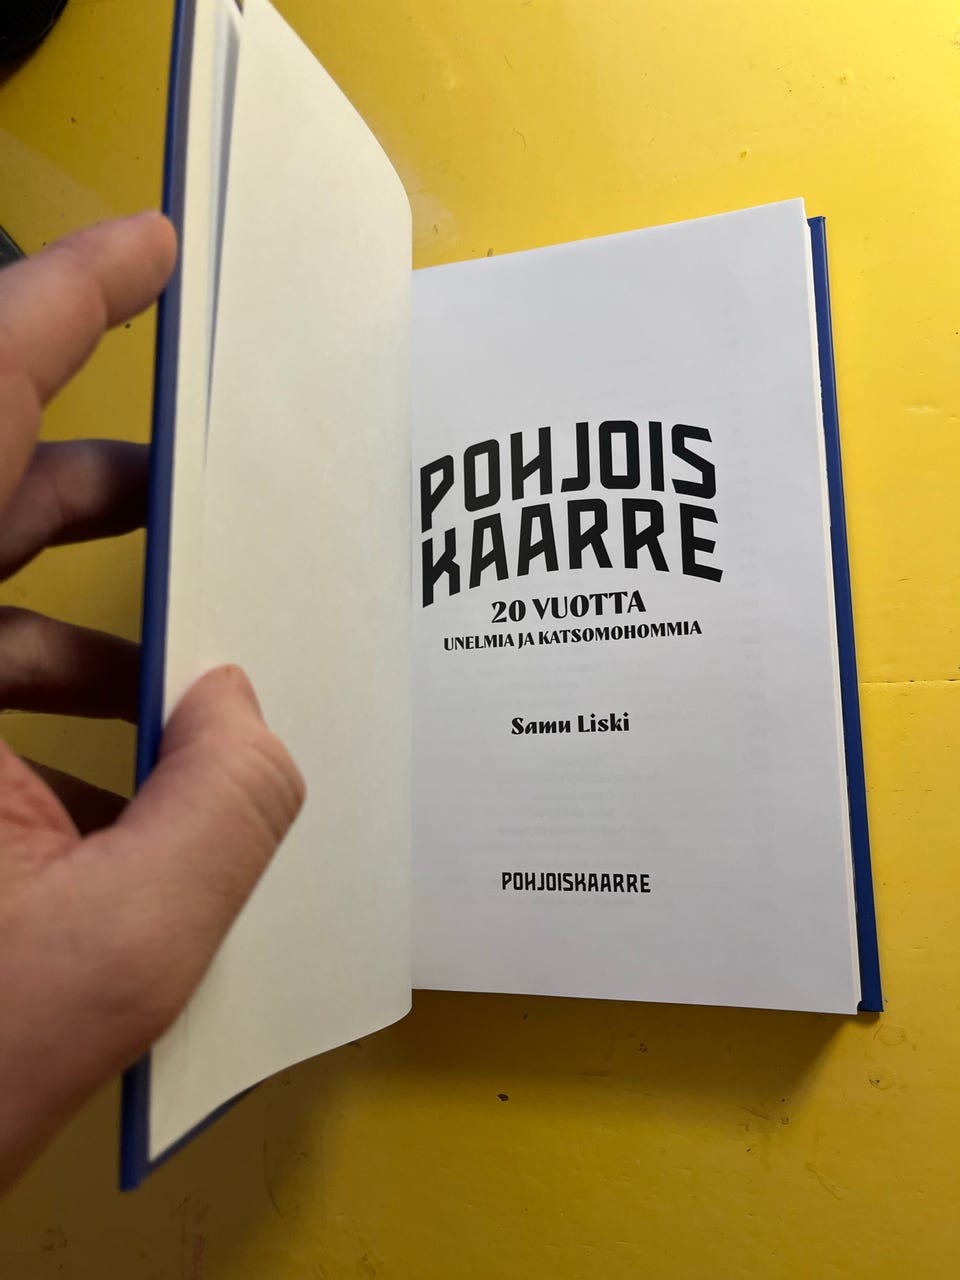 POHJOIS
KAARRE
20 VUOTTA
UNELMIA JA KATSOMOHOMMIA
Samu Liski
POHJOISKAARRE